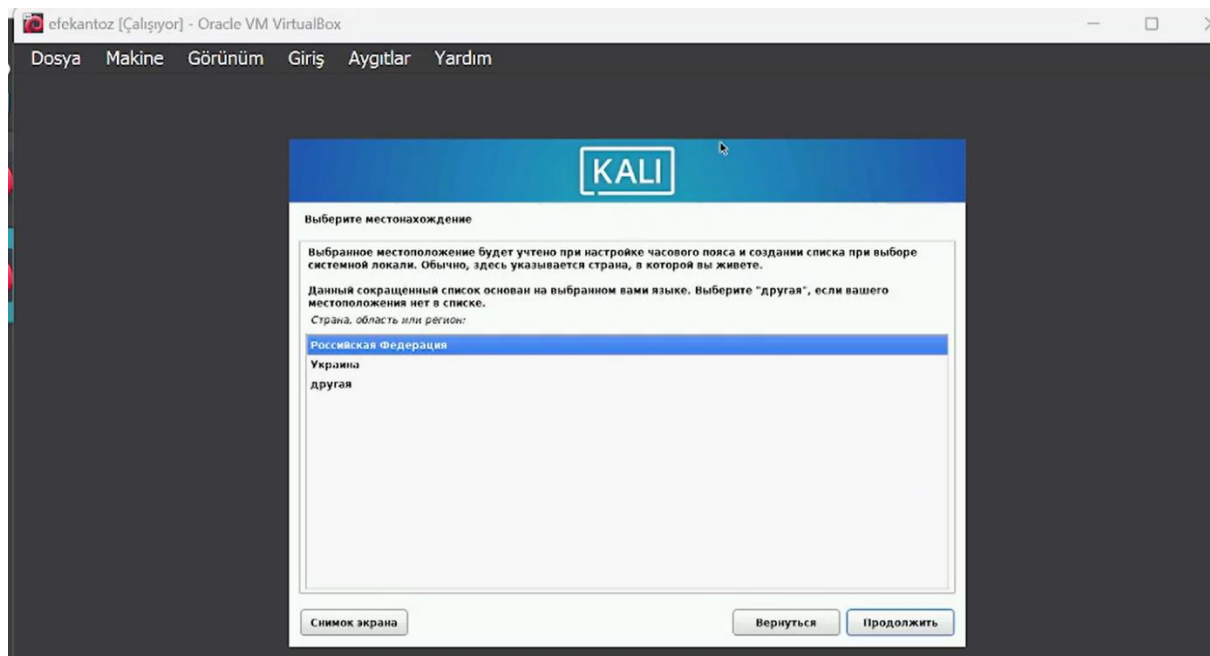 efekantoz [Çalışıyor] - Oracle VM VirtualBox
Dosya Makine Görünüm Giriş Aygıtlar Yardım
KALI
Выберите местонахождение
Выбранное местоположение будет учтено при настройке часового пояса и создании списка при выборе
системной локали. Обычно, здесь указывается страна, в которой вы живете.
Данный сокращенный список основан на выбранном вами языке. Выберите "другая", если вашего
местоположения нет в списке.
Страна, область или регион:
Российская Федерация
Украина
другая
Снимок экрана Вернуться Продолжить